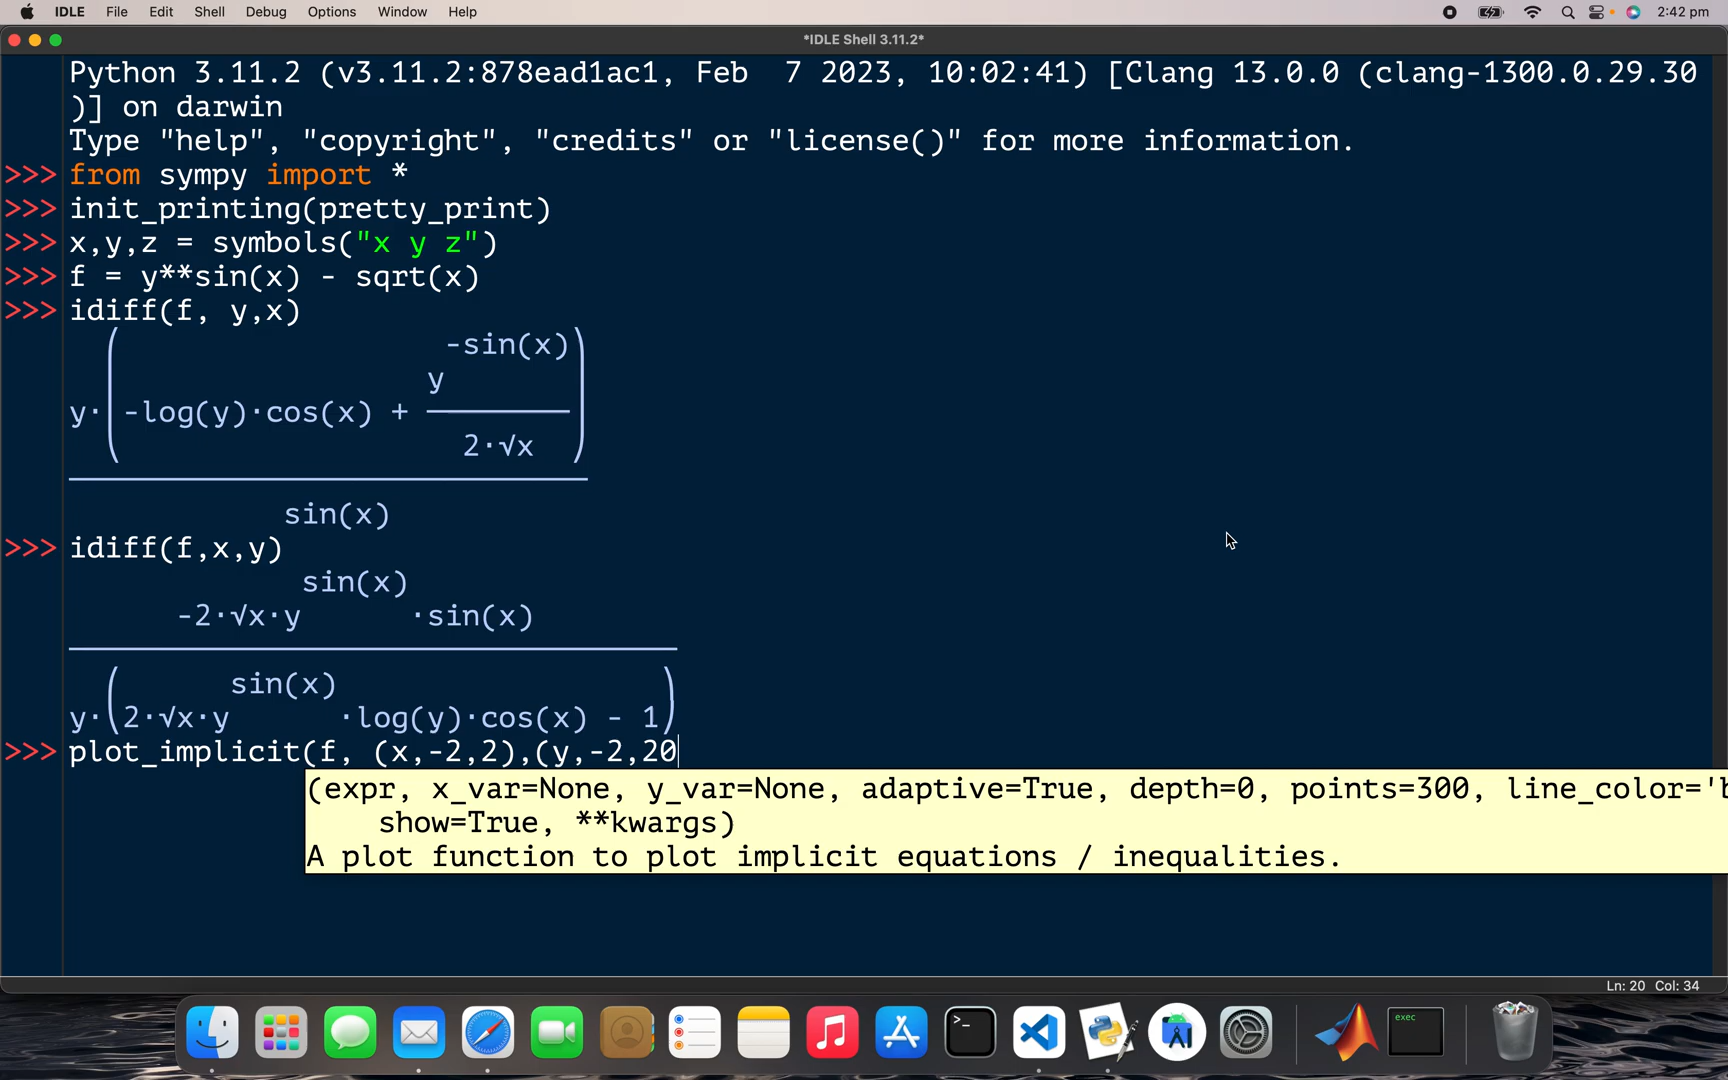 IDLE File Edit Shell Debug Options Window Help 2:42 pm
*IDLE Shell 3.11.2*
Python 3.11.2 (v3.11.2:878ead1ac1, Feb  7 2023, 10:02:41) [Clang 13.0.0 (clang-1300.0.29.30
)] on darwin
Type "help", "copyright", "credits" or "license()" for more information.
>>> from sympy import *
>>> init_printing(pretty_print)
>>> x,y,z = symbols("x y z")
>>> f = y**sin(x) - sqrt(x)
>>> idiff(f, y,x)
-sin(x)
y
y·(-log(y)·cos(x) + 
2·√x
sin(x)
>>> idiff(f,x,y)
sin(x)
-2·√x·y ·sin(x)
sin(x)
y·(2·√x·y ·log(y)·cos(x) - 1)
>>> plot_implicit(f, (x,-2,2),(y,-2,20
(expr, x_var=None, y_var=None, adaptive=True, depth=0, points=300, line_color='b
show=True, **kwargs)
A plot function to plot implicit equations / inequalities.
Ln: 20 Col: 34
>_
exec